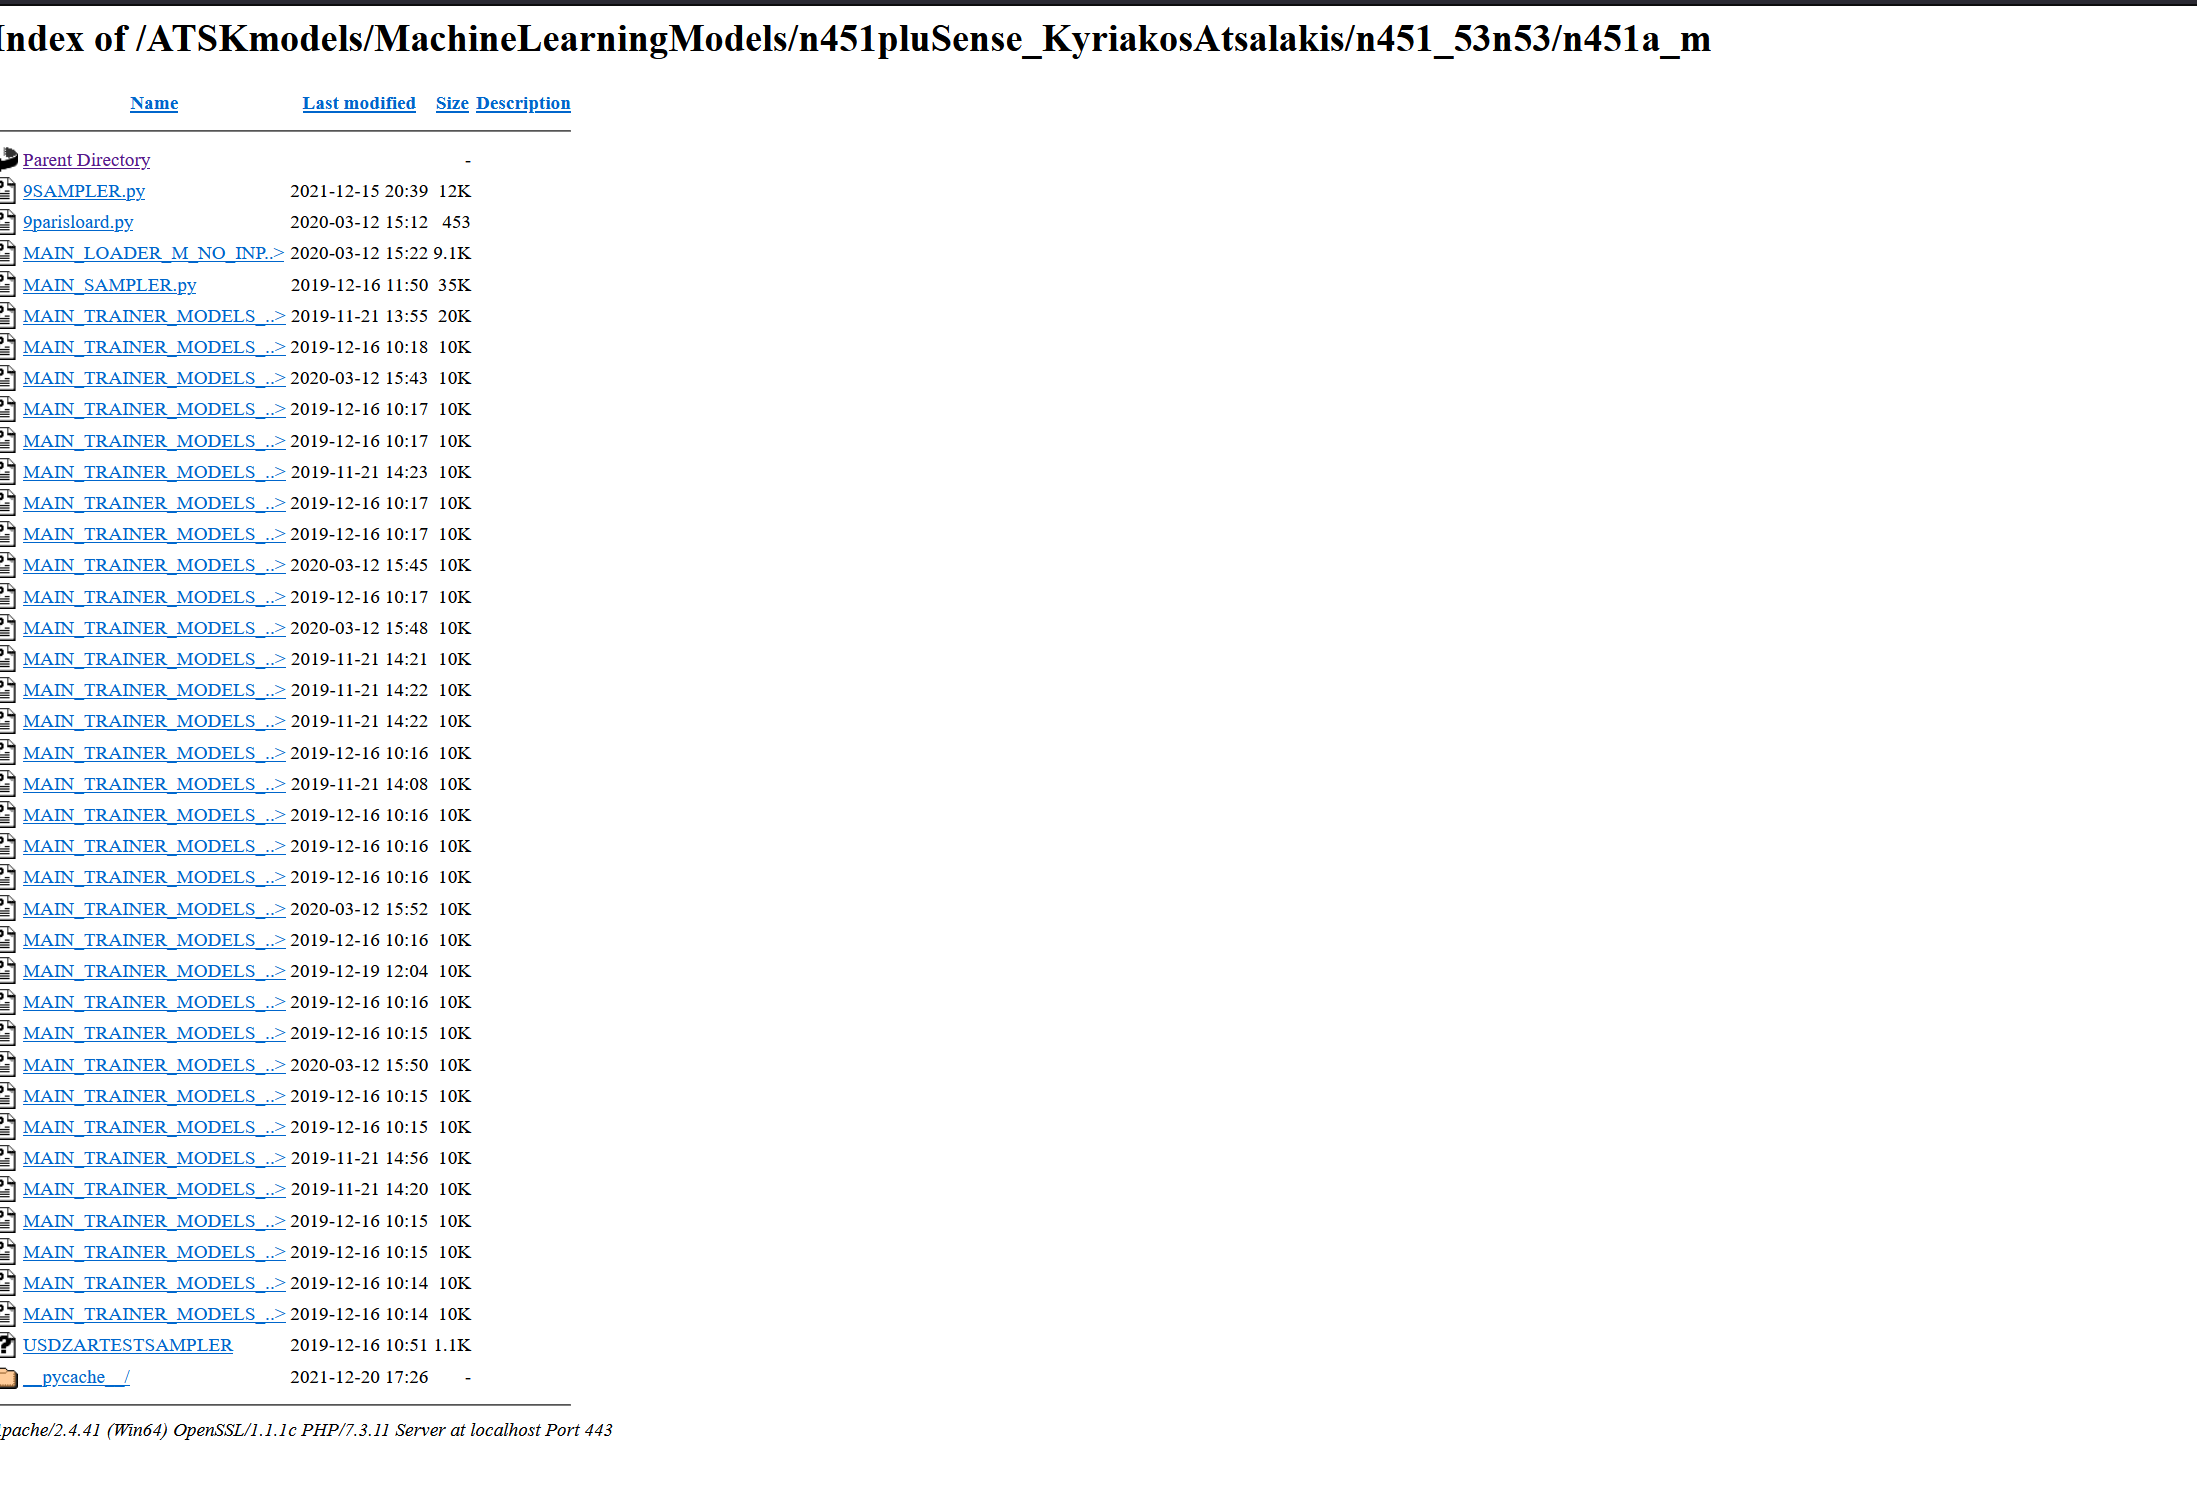 Index of /ATSKmodels/MachineLearningModels/n451pluSense_KyriakosAtsalakis/n451_53n53/n451a_m
Name Last modified Size Description
Parent Directory -
9SAMPLER.py 2021-12-15 20:39 12K
9parisloard.py 2020-03-12 15:12 453
MAIN_LOADER_M_NO_INP..> 2020-03-12 15:22 9.1K
MAIN_SAMPLER.py 2019-12-16 11:50 35K
MAIN_TRAINER_MODELS_..> 2019-11-21 13:55 20K
MAIN_TRAINER_MODELS_..> 2019-12-16 10:18 10K
MAIN_TRAINER_MODELS_..> 2020-03-12 15:43 10K
MAIN_TRAINER_MODELS_..> 2019-12-16 10:17 10K
MAIN_TRAINER_MODELS_..> 2019-12-16 10:17 10K
MAIN_TRAINER_MODELS_..> 2019-11-21 14:23 10K
MAIN_TRAINER_MODELS_..> 2019-12-16 10:17 10K
MAIN_TRAINER_MODELS_..> 2019-12-16 10:17 10K
MAIN_TRAINER_MODELS_..> 2020-03-12 15:45 10K
MAIN_TRAINER_MODELS_..> 2019-12-16 10:17 10K
MAIN_TRAINER_MODELS_..> 2020-03-12 15:48 10K
MAIN_TRAINER_MODELS_..> 2019-11-21 14:21 10K
MAIN_TRAINER_MODELS_..> 2019-11-21 14:22 10K
MAIN_TRAINER_MODELS_..> 2019-11-21 14:22 10K
MAIN_TRAINER_MODELS_..> 2019-12-16 10:16 10K
MAIN_TRAINER_MODELS_..> 2019-11-21 14:08 10K
MAIN_TRAINER_MODELS_..> 2019-12-16 10:16 10K
MAIN_TRAINER_MODELS_..> 2019-12-16 10:16 10K
MAIN_TRAINER_MODELS_..> 2019-12-16 10:16 10K
MAIN_TRAINER_MODELS_..> 2020-03-12 15:52 10K
MAIN_TRAINER_MODELS_..> 2019-12-16 10:16 10K
MAIN_TRAINER_MODELS_..> 2019-12-19 12:04 10K
MAIN_TRAINER_MODELS_..> 2019-12-16 10:16 10K
MAIN_TRAINER_MODELS_..> 2019-12-16 10:15 10K
MAIN_TRAINER_MODELS_..> 2020-03-12 15:50 10K
MAIN_TRAINER_MODELS_..> 2019-12-16 10:15 10K
MAIN_TRAINER_MODELS_..> 2019-12-16 10:15 10K
MAIN_TRAINER_MODELS_..> 2019-11-21 14:56 10K
MAIN_TRAINER_MODELS_..> 2019-11-21 14:20 10K
MAIN_TRAINER_MODELS_..> 2019-12-16 10:15 10K
MAIN_TRAINER_MODELS_..> 2019-12-16 10:15 10K
MAIN_TRAINER_MODELS_..> 2019-12-16 10:14 10K
MAIN_TRAINER_MODELS_..> 2019-12-16 10:14 10K
USDZARTESTSAMPLER 2019-12-16 10:51 1.1K
__pycache__/ 2021-12-20 17:26 -
pache/2.4.41 (Win64) OpenSSL/1.1.1c PHP/7.3.11 Server at localhost Port 443